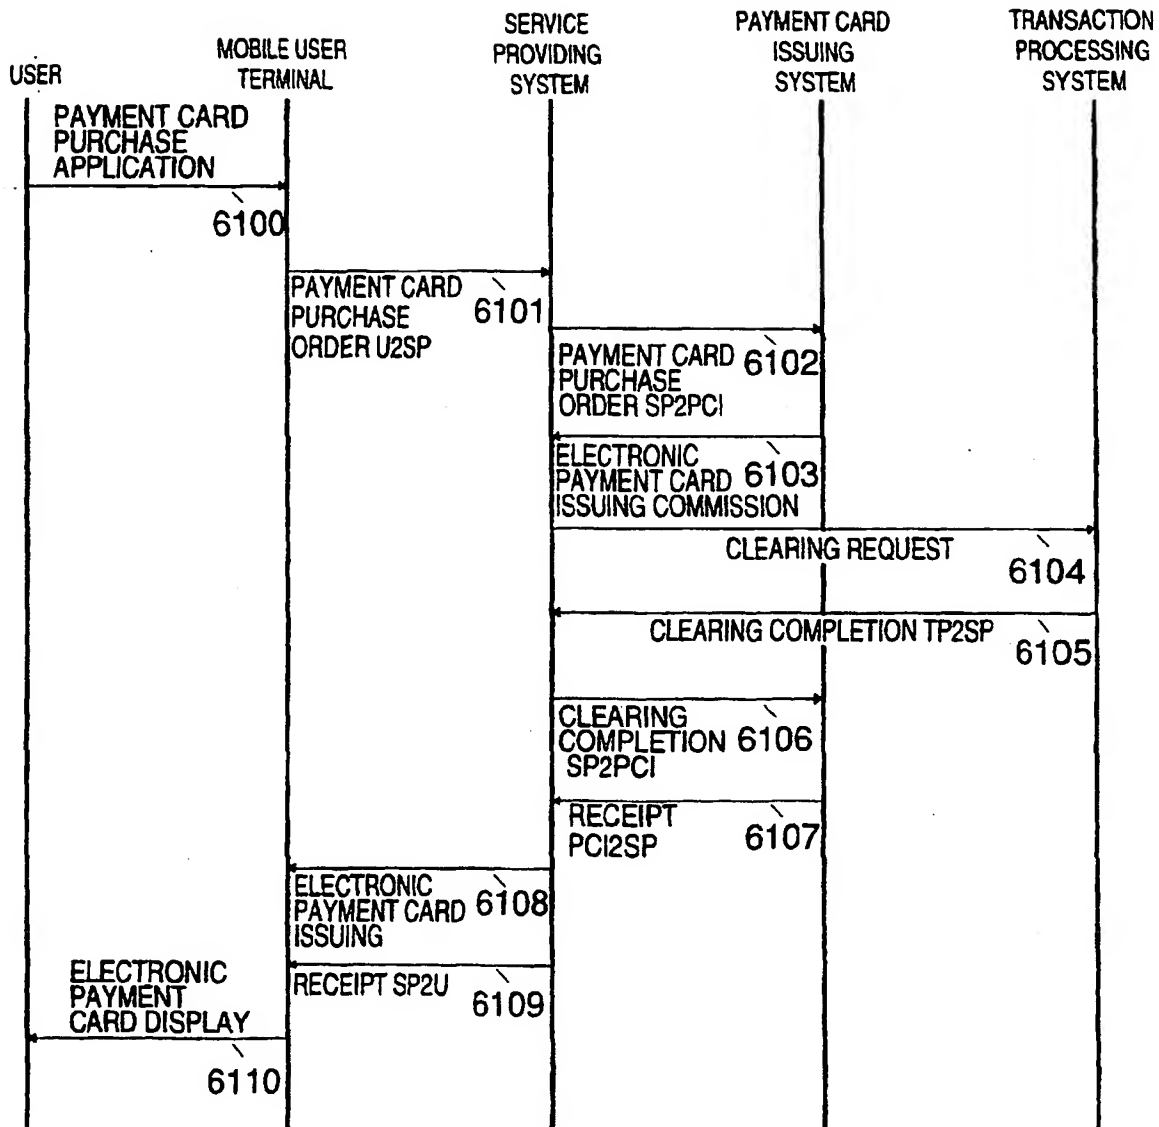 USER
MOBILE USER
TERMINAL
SERVICE
PROVIDING
SYSTEM
PAYMENT CARD
ISSUING
SYSTEM
TRANSACTION
PROCESSING
SYSTEM
PAYMENT CARD
PURCHASE
APPLICATION
6100
PAYMENT CARD
PURCHASE
ORDER U2SP
6101
PAYMENT CARD
PURCHASE
ORDER SP2PCI
6102
ELECTRONIC
PAYMENT CARD
ISSUING COMMISSION
6103
CLEARING REQUEST
6104
CLEARING COMPLETION TP2SP
6105
CLEARING
COMPLETION
SP2PCI
6106
RECEIPT
PCI2SP
6107
ELECTRONIC
PAYMENT CARD
ISSUING
6108
RECEIPT SP2U
6109
ELECTRONIC
PAYMENT
CARD DISPLAY
6110